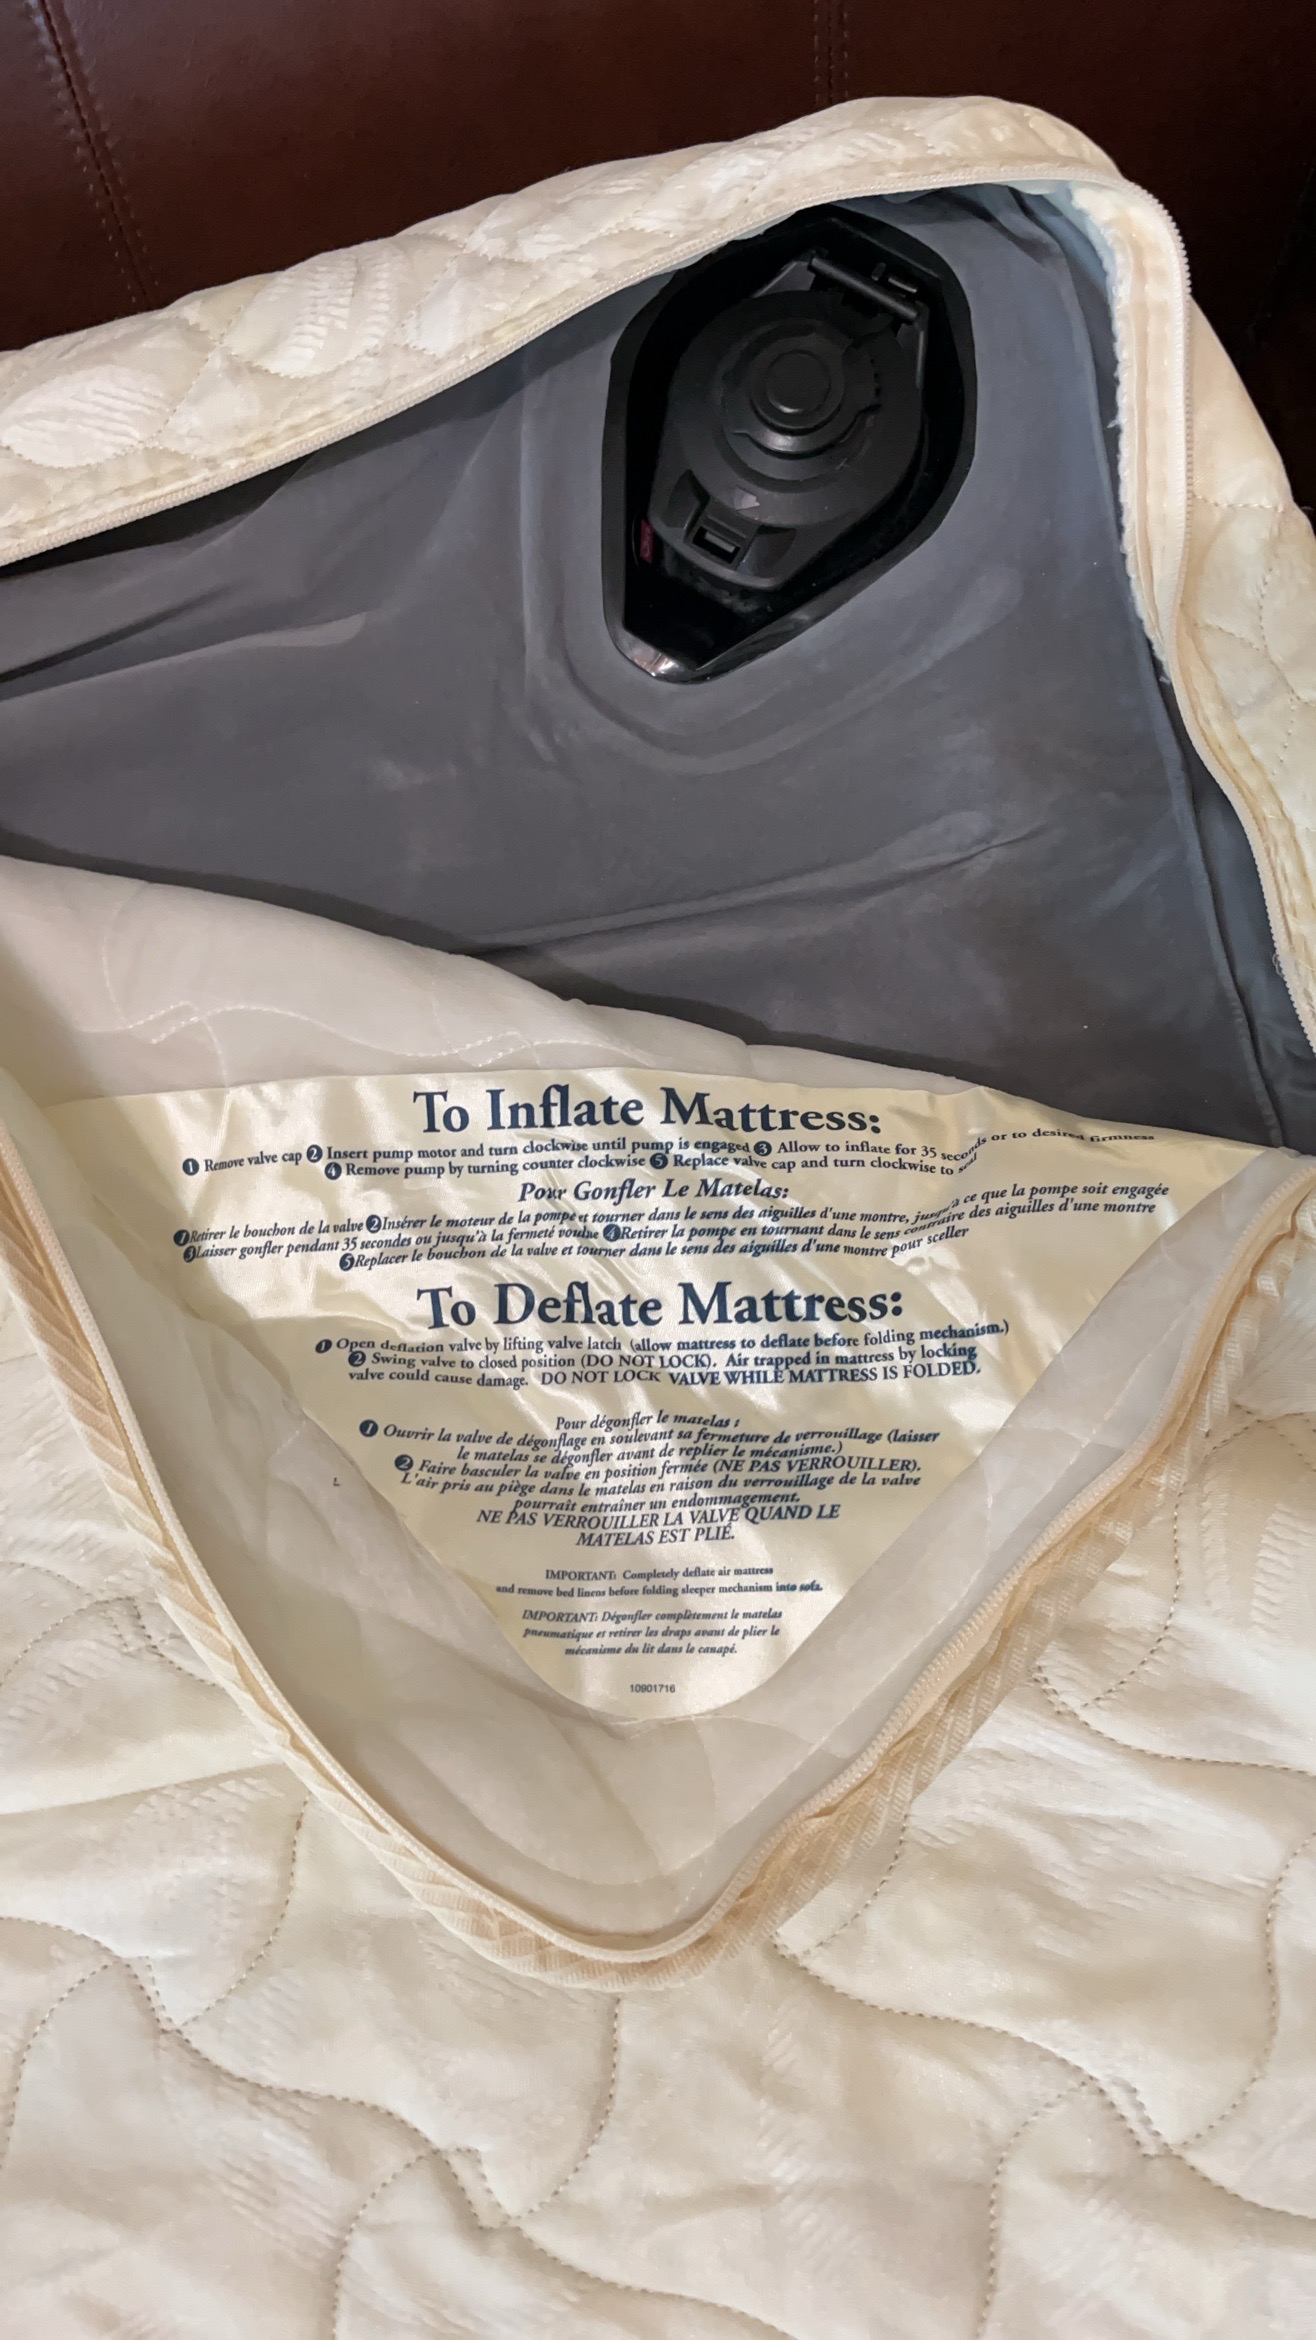 To Inflate Mattress:
❶ Remove valve cap ❷ Insert pump motor and turn clockwise until pump is engaged ❸ Allow to inflate for 35 seconds or to desired firmness
❹ Remove pump by turning counter clockwise ❺ Replace valve cap and turn clockwise to seal
Pour Gonfler Le Matelas:
❶Retirer le bouchon de la valve ❷Insérer le moteur de la pompe et tourner dans le sens des aiguilles d'une montre, jusqu'à ce que la pompe soit engagée
❸Laisser gonfler pendant 35 secondes ou jusqu'à la fermeté voulue ❹Retirer la pompe en tournant dans le sens contraire des aiguilles d'une montre
❺Replacer le bouchon de la valve et tourner dans le sens des aiguilles d'une montre pour sceller
To Deflate Mattress:
❶ Open deflation valve by lifting valve latch (allow mattress to deflate before folding mechanism.)
❷ Swing valve to closed position (DO NOT LOCK). Air trapped in mattress by locking
valve could cause damage. DO NOT LOCK VALVE WHILE MATTRESS IS FOLDED.
Pour dégonfler le matelas :
❶ Ouvrir la valve de dégonflage en soulevant sa fermeture de verrouillage (laisser
le matelas se dégonfler avant de replier le mécanisme.)
❷ Faire basculer la valve en position fermée (NE PAS VERROUILLER).
L'air pris au piège dans le matelas en raison du verrouillage de la valve
pourrait entraîner un endommagement.
NE PAS VERROUILLER LA VALVE QUAND LE
MATELAS EST PLIÉ.
IMPORTANT: Completely deflate air mattress
and remove bed linens before folding sleeper mechanism into sofa.
IMPORTANT: Dégonfler complètement le matelas
pneumatique et retirer les draps avant de plier le
mécanisme du lit dans le canapé.
10901716